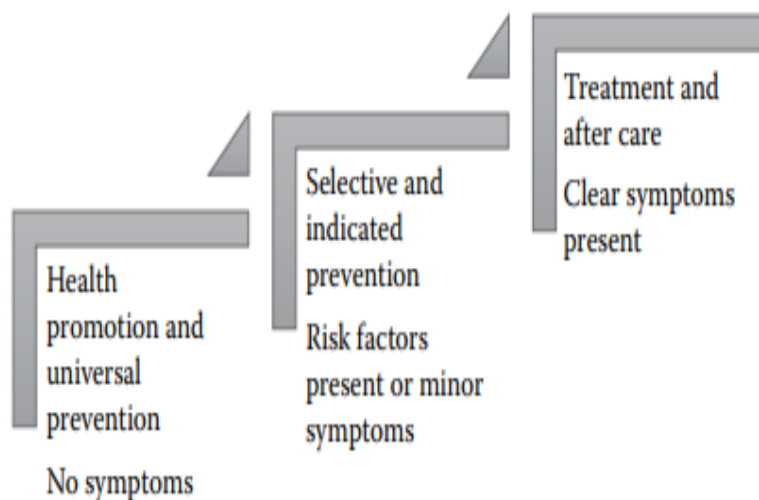 Health
promotion and
universal
prevention
No symptoms
Selective and
indicated
prevention
Risk factors
present or minor
symptoms
Treatment and
after care
Clear symptoms
present